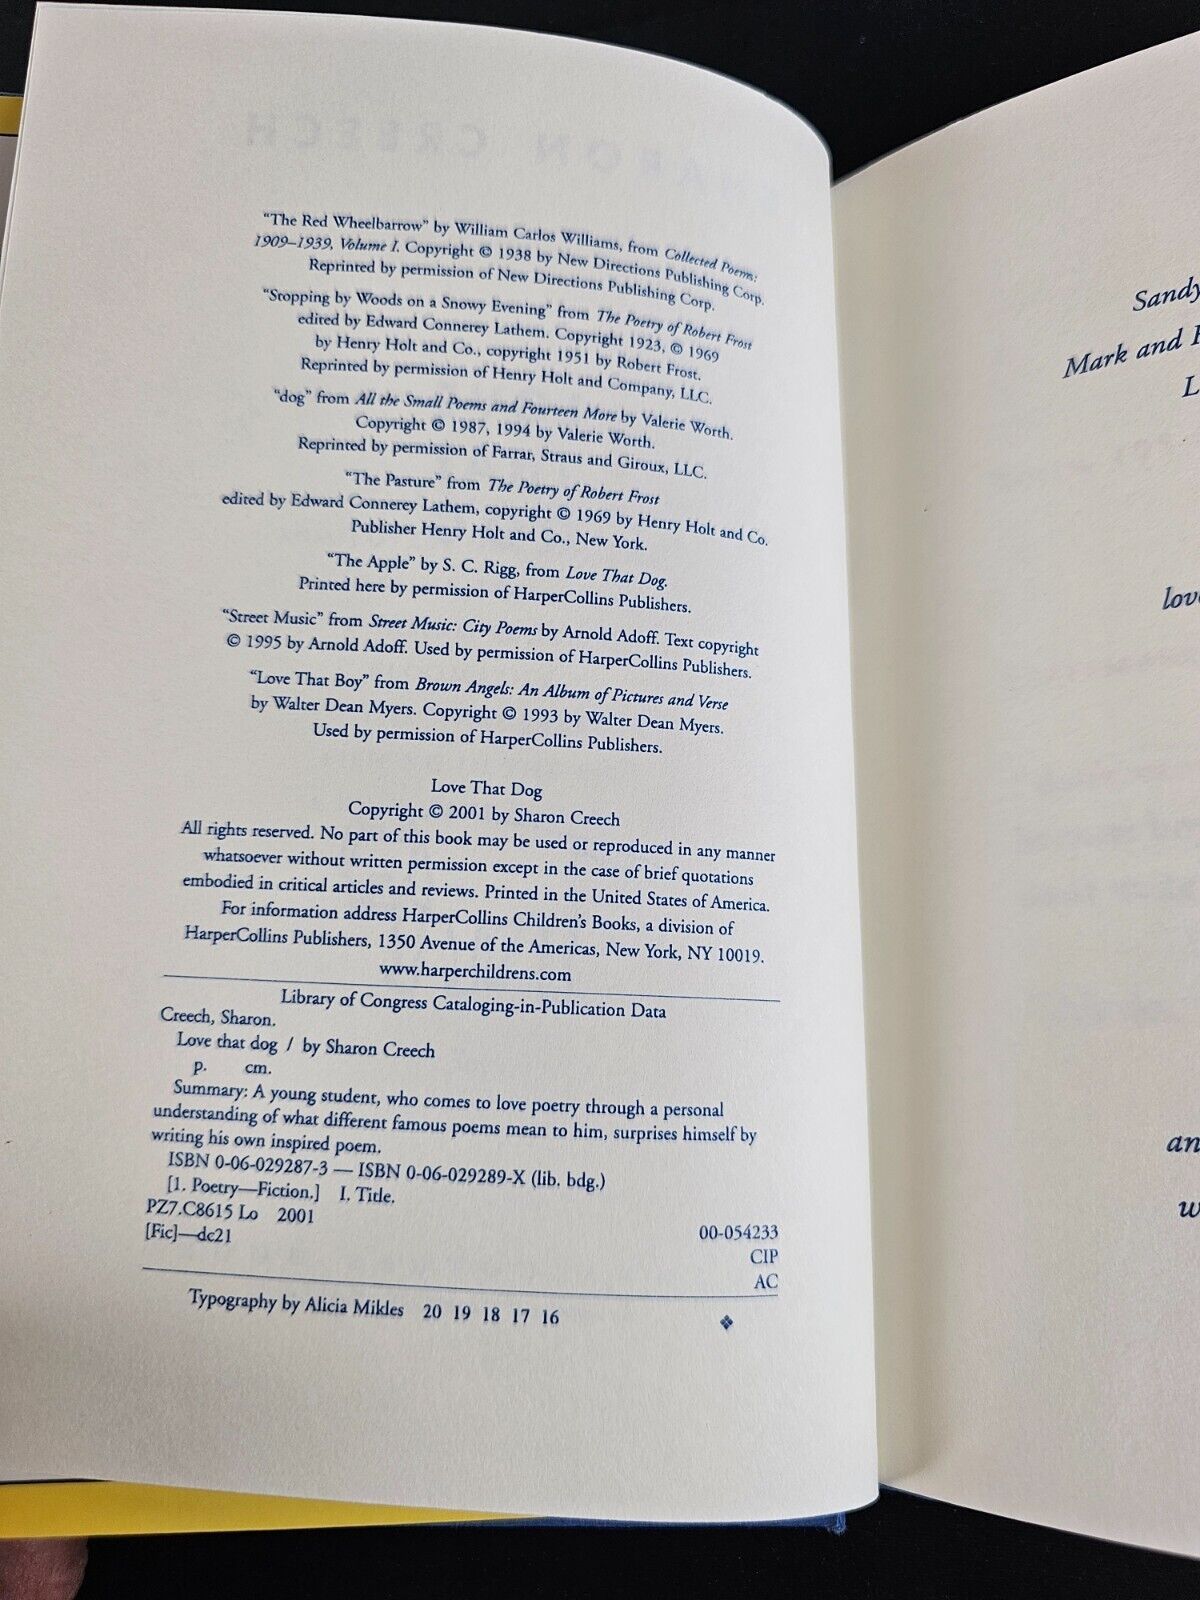 “The Red Wheelbarrow” by William Carlos Williams, from Collected Poems:
1909–1939, Volume I. Copyright © 1938 by New Directions Publishing Corp.
Reprinted by permission of New Directions Publishing Corp.
“Stopping by Woods on a Snowy Evening” from The Poetry of Robert Frost
edited by Edward Connerey Lathem. Copyright 1923, © 1969
by Henry Holt and Co., copyright 1951 by Robert Frost.
Reprinted by permission of Henry Holt and Company, LLC.
“dog” from All the Small Poems and Fourteen More by Valerie Worth.
Copyright © 1987, 1994 by Valerie Worth.
Reprinted by permission of Farrar, Straus and Giroux, LLC.
“The Pasture” from The Poetry of Robert Frost
edited by Edward Connerey Lathem, copyright © 1969 by Henry Holt and Co.
Publisher Henry Holt and Co., New York.
“The Apple” by S. C. Rigg, from Love That Dog.
Printed here by permission of HarperCollins Publishers.
“Street Music” from Street Music: City Poems by Arnold Adoff. Text copyright
© 1995 by Arnold Adoff. Used by permission of HarperCollins Publishers.
“Love That Boy” from Brown Angels: An Album of Pictures and Verse
by Walter Dean Myers. Copyright © 1993 by Walter Dean Myers.
Used by permission of HarperCollins Publishers.
Love That Dog
Copyright © 2001 by Sharon Creech
All rights reserved. No part of this book may be used or reproduced in any manner
whatsoever without written permission except in the case of brief quotations
embodied in critical articles and reviews. Printed in the United States of America.
For information address HarperCollins Children’s Books, a division of
HarperCollins Publishers, 1350 Avenue of the Americas, New York, NY 10019.
www.harperchildrens.com
Library of Congress Cataloging-in-Publication Data
Creech, Sharon.
Love that dog / by Sharon Creech
p. cm.
Summary: A young student, who comes to love poetry through a personal
understanding of what different famous poems mean to him, surprises himself by
writing his own inspired poem.
ISBN 0-06-029287-3 — ISBN 0-06-029289-X (lib. bdg.)
[1. Poetry—Fiction.] I. Title.
PZ7.C8615 Lo 2001
00-054233
[Fic]—dc21
CIP
AC
Typography by Alicia Mikles 20 19 18 17 16
❖
Sandy
Mark and
L
lov
an
w